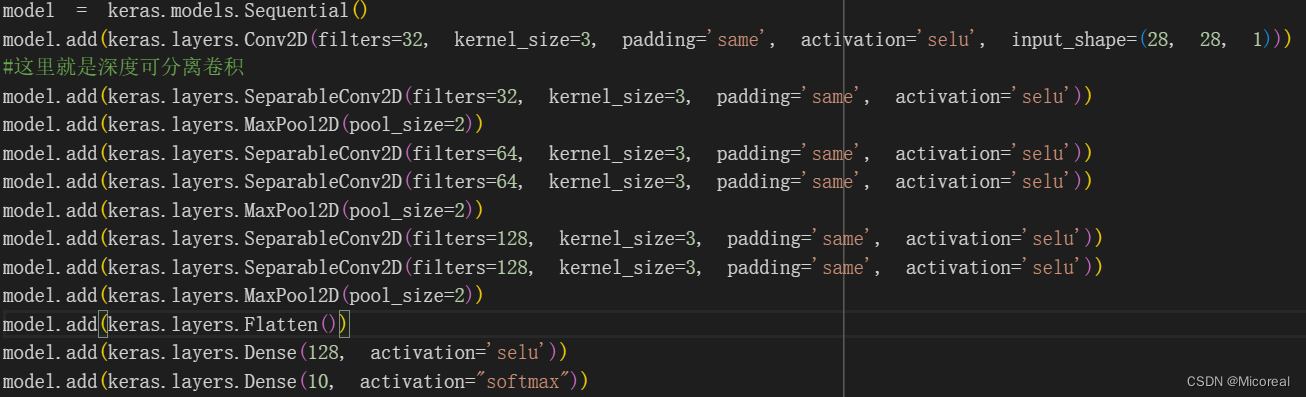 model  =  keras.models.Sequential()
model.add(keras.layers.Conv2D(filters=32,  kernel_size=3,  padding='same',  activation='selu',  input_shape=(28,  28,  1)))
#这里就是深度可分离卷积
model.add(keras.layers.SeparableConv2D(filters=32,  kernel_size=3,  padding='same',  activation='selu'))
model.add(keras.layers.MaxPool2D(pool_size=2))
model.add(keras.layers.SeparableConv2D(filters=64,  kernel_size=3,  padding='same',  activation='selu'))
model.add(keras.layers.SeparableConv2D(filters=64,  kernel_size=3,  padding='same',  activation='selu'))
model.add(keras.layers.MaxPool2D(pool_size=2))
model.add(keras.layers.SeparableConv2D(filters=128,  kernel_size=3,  padding='same',  activation='selu'))
model.add(keras.layers.SeparableConv2D(filters=128,  kernel_size=3,  padding='same',  activation='selu'))
model.add(keras.layers.MaxPool2D(pool_size=2))
model.add(keras.layers.Flatten())
model.add(keras.layers.Dense(128,  activation='selu'))
model.add(keras.layers.Dense(10,  activation="softmax"))
CSDN @Micoreal